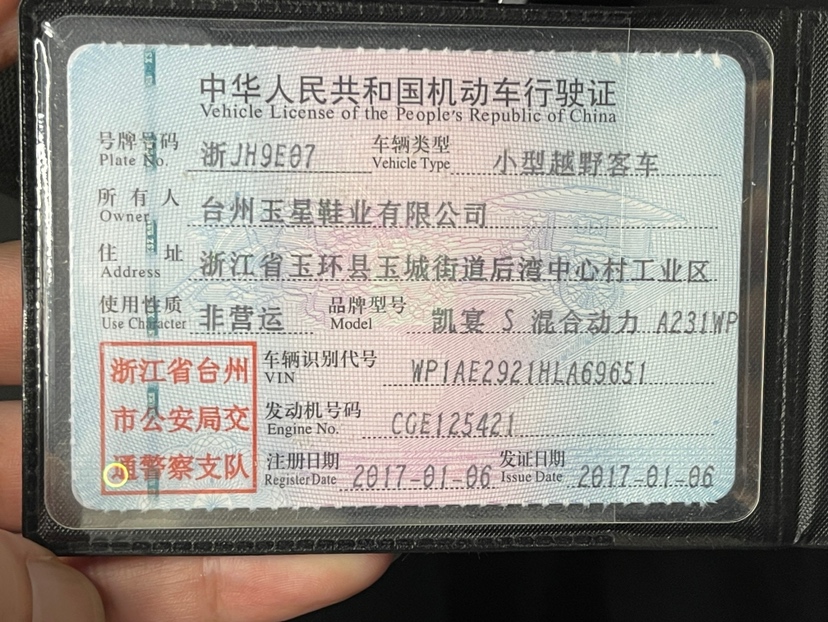 中华人民共和国机动车行驶证
Vehicle License of the People's Republic of China
号牌号码 浙JH9E07 车辆类型 小型越野客车
Plate No. Vehicle Type
所有人 台州玉星鞋业有限公司
Owner
住址 浙江省玉环县玉城街道后湾中心村工业区
Address
使用性质 非营运 品牌型号 凯宴 S 混合动力 A231WP
Use Character Model
浙江省台州
市公安局交
通警察支队
车辆识别代号 WP1AE2921HLA69651
VIN
发动机号码 CGE125421
Engine No.
注册日期 2017-01-06 发证日期 2017-01-06
Register Date Issue Date